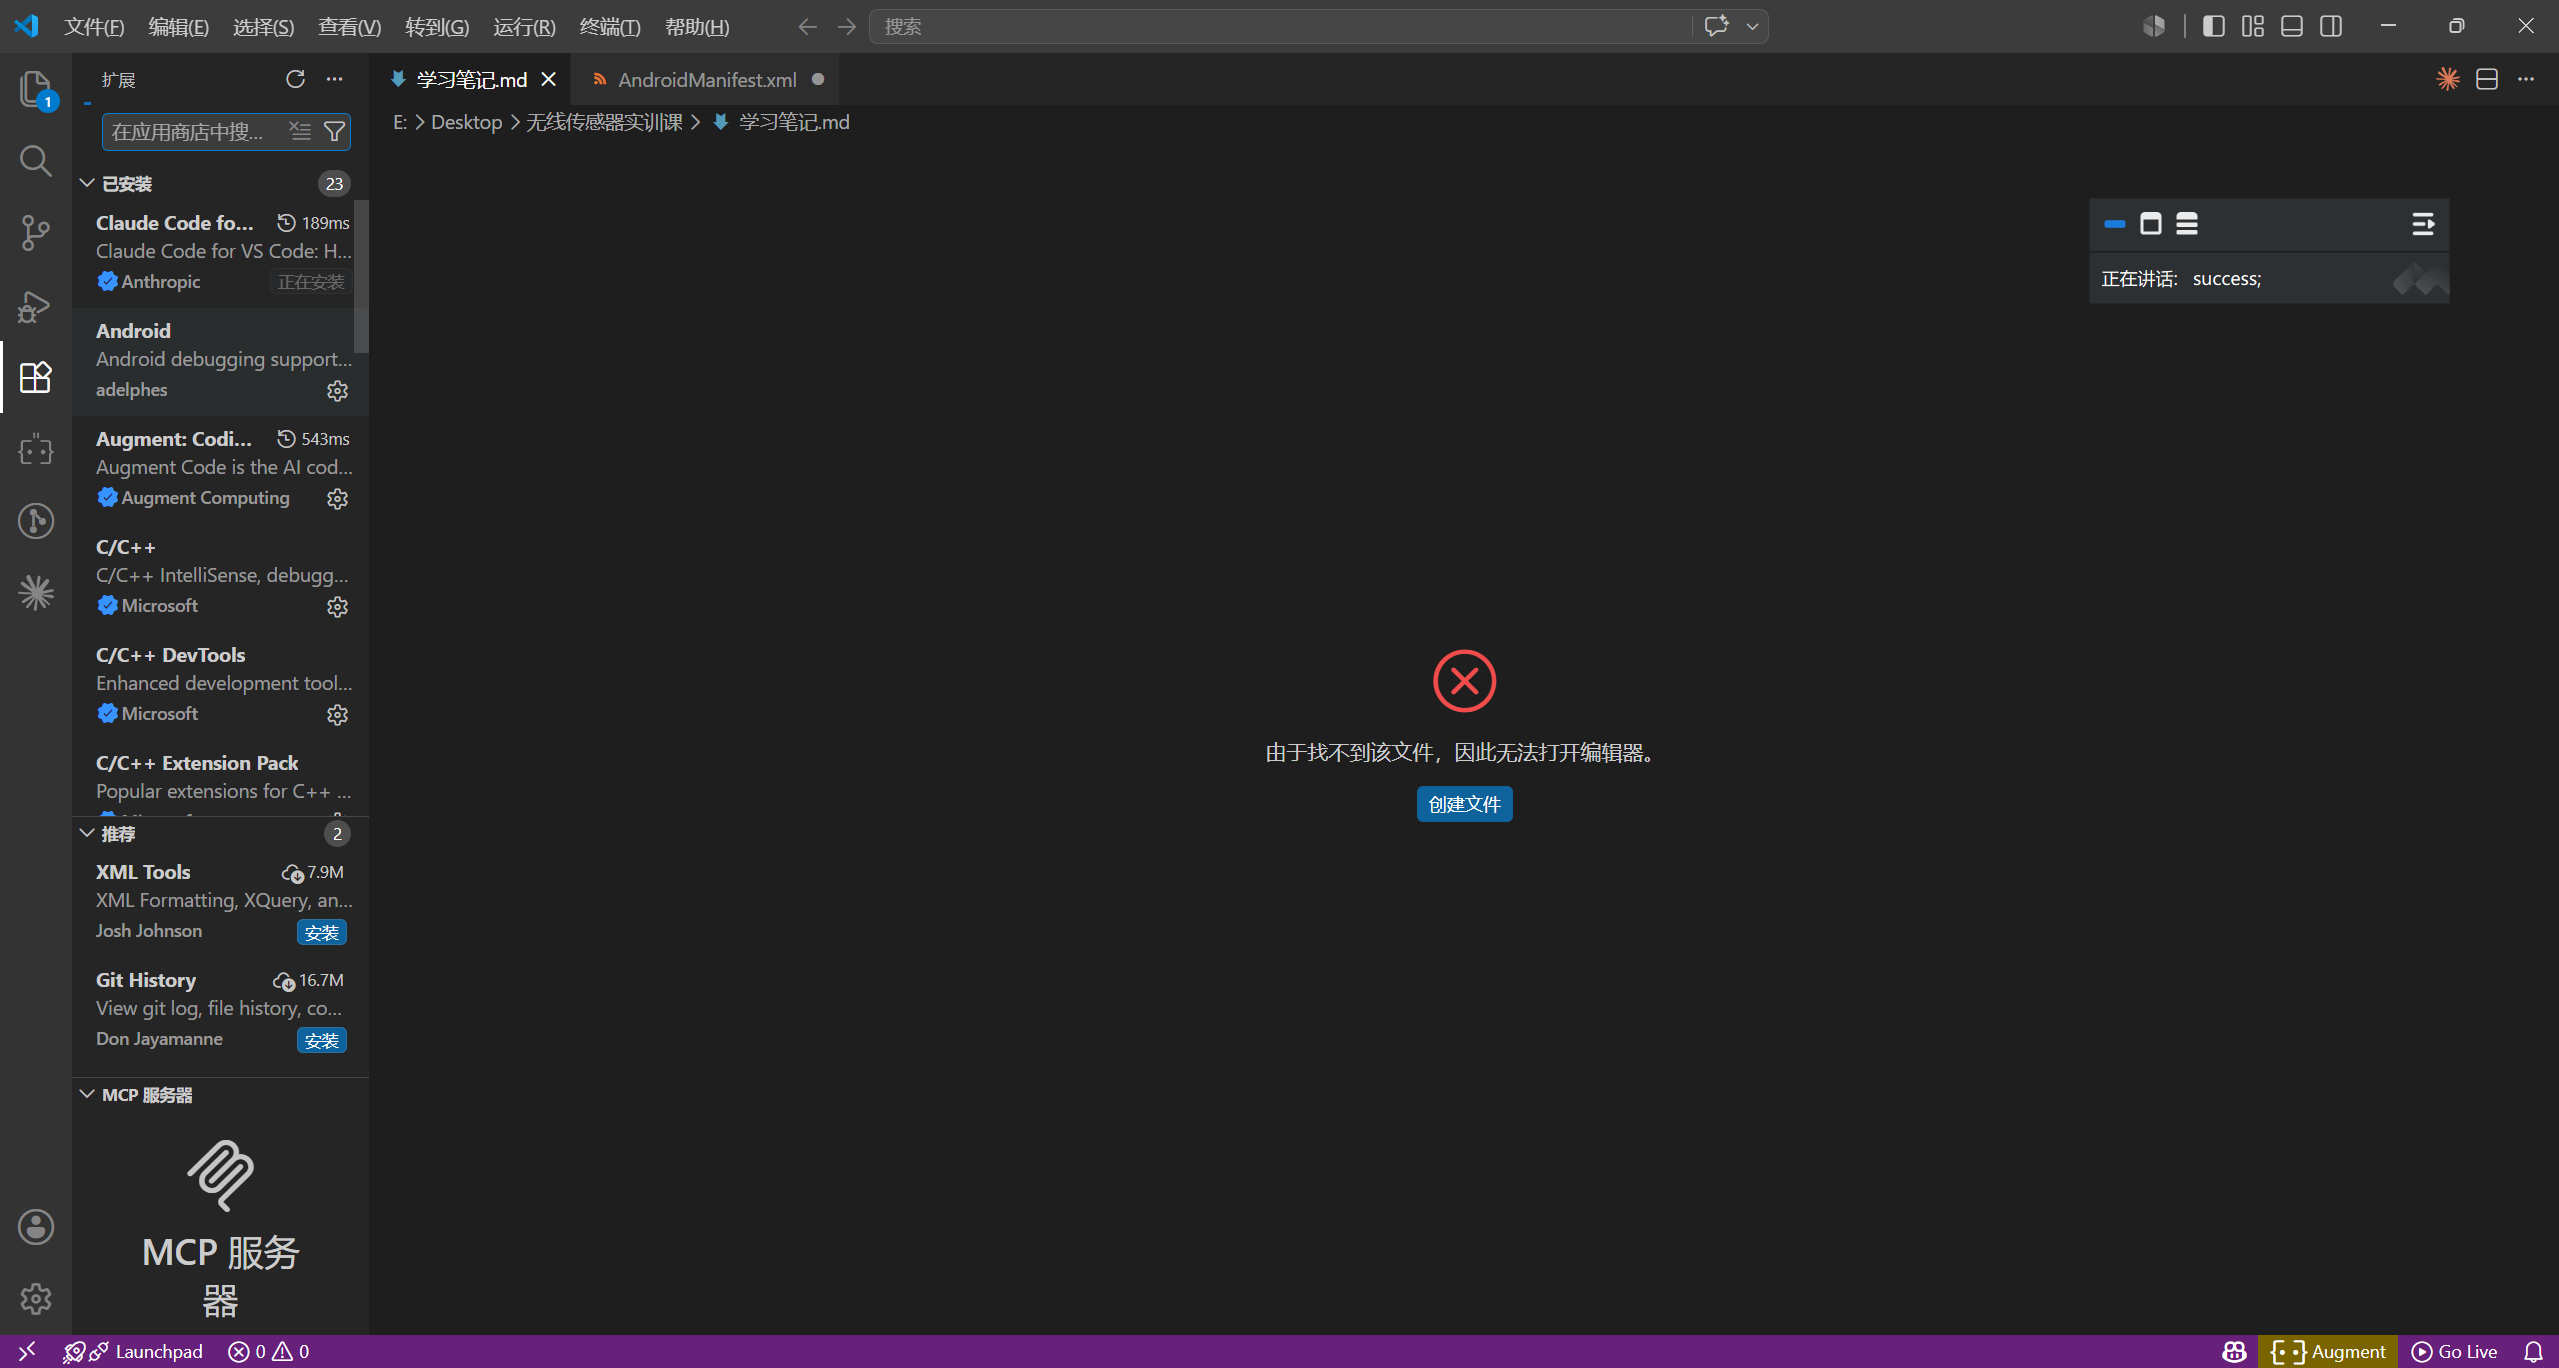 文件(F) 编辑(E) 选择(S) 查看(V) 转到(G) 运行(R) 终端(T) 帮助(H) 搜索
扩展
学习笔记.md
AndroidManifest.xml
1
E: > Desktop > 无线传感器实训课 > 学习笔记.md
在应用商店中搜...
已安装 23
Claude Code fo... 189ms
Claude Code for VS Code: H...
Anthropic 正在安装
Android
Android debugging support...
adelphes
Augment: Codi... 543ms
Augment Code is the AI cod...
Augment Computing
C/C++
C/C++ IntelliSense, debugg...
Microsoft
C/C++ DevTools
Enhanced development tool...
Microsoft
C/C++ Extension Pack
Popular extensions for C++ ...
推荐 2
XML Tools 7.9M
XML Formatting, XQuery, an...
Josh Johnson 安装
Git History 16.7M
View git log, file history, co...
Don Jayamanne 安装
MCP 服务器
MCP 服务
器
正在讲话: success;
由于找不到该文件，因此无法打开编辑器。
创建文件
Launchpad 0 0 Augment Go Live